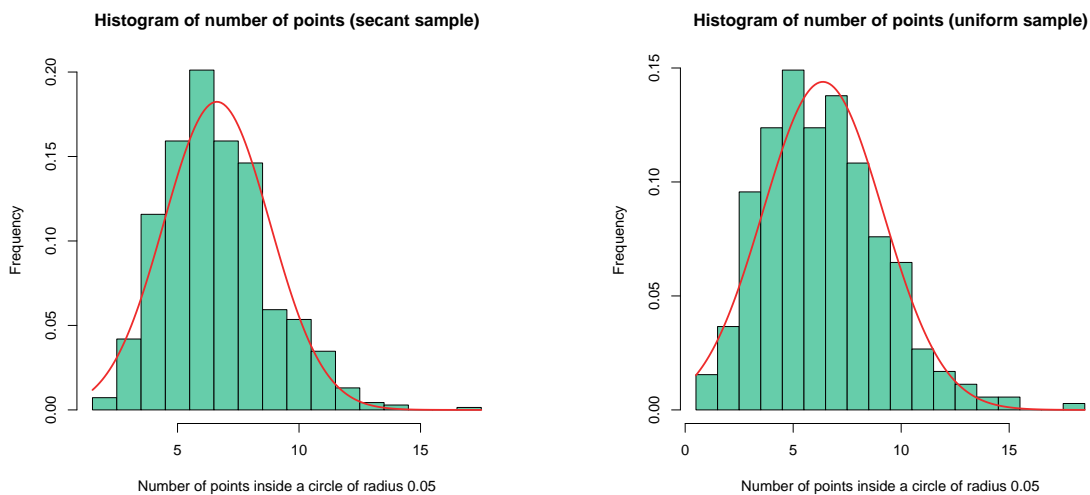 Histogram of number of points (secant sample)
Frequency
0.20
0.15
0.10
0.05
0.00
5 10 15
Number of points inside a circle of radius 0.05
Histogram of number of points (uniform sample)
Frequency
0.15
0.10
0.05
0.00
0 5 10 15
Number of points inside a circle of radius 0.05